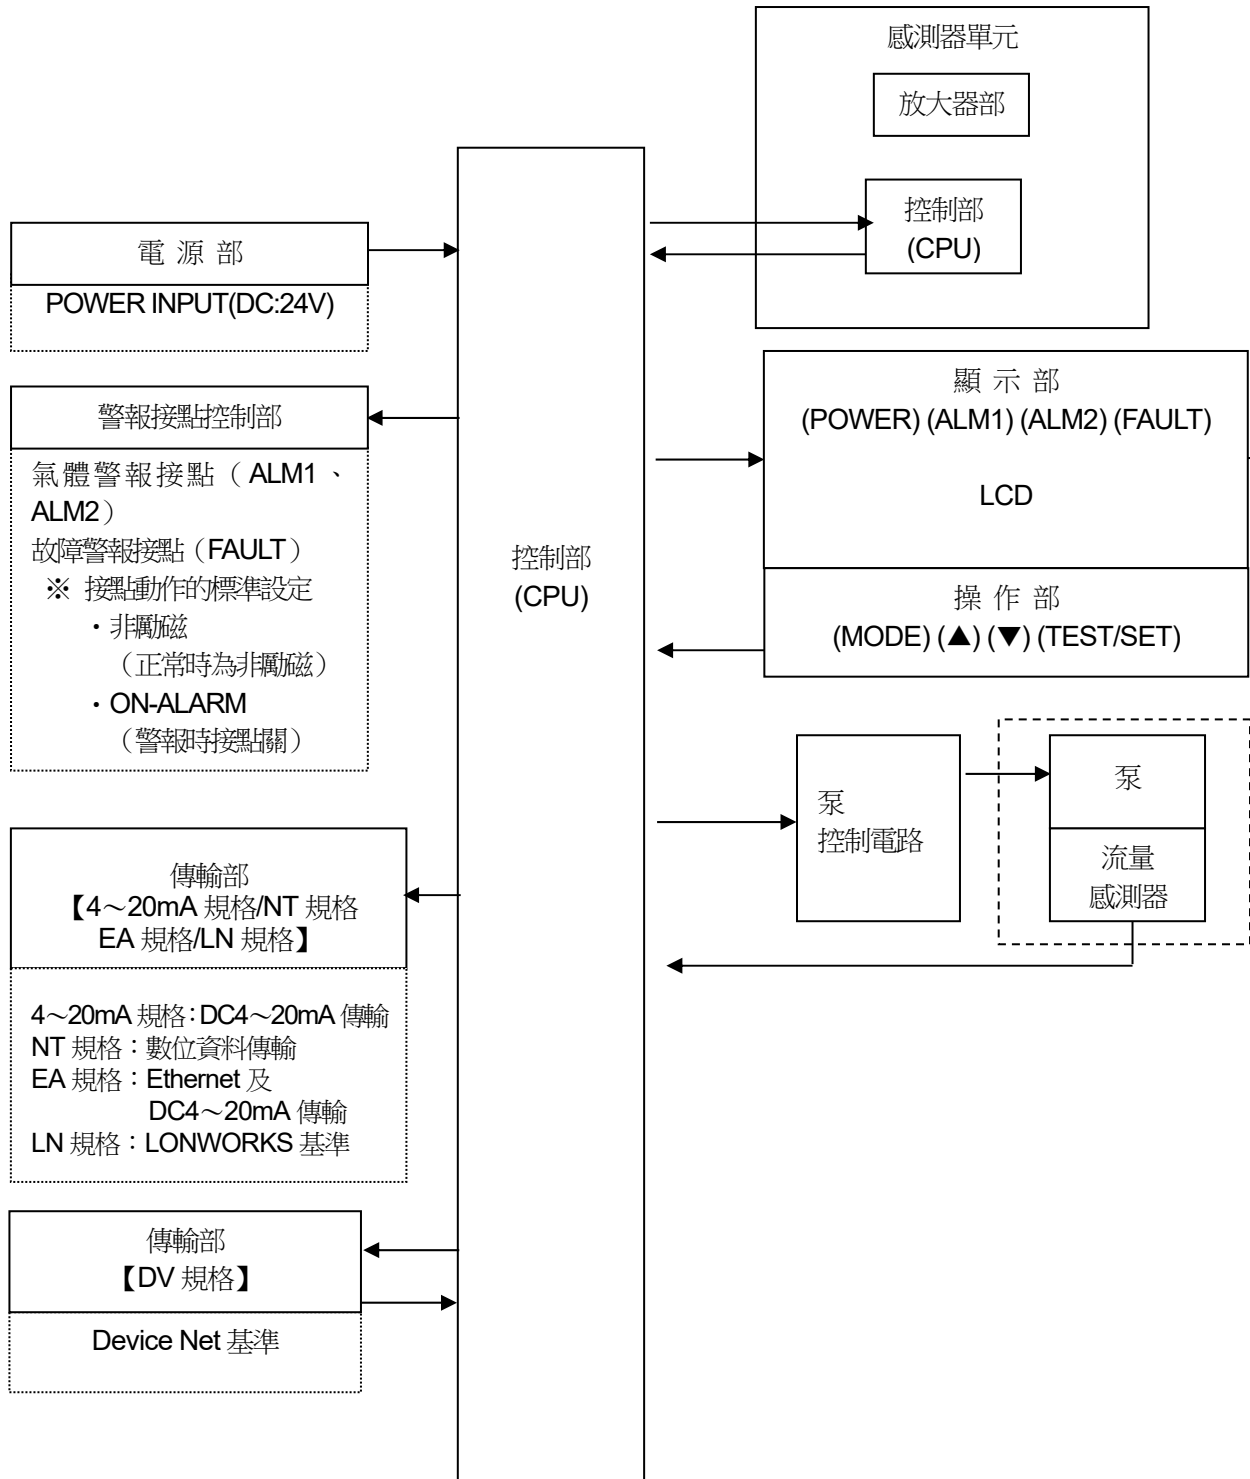 感測器單元
放大器部
控制部
(CPU)
電 源 部
POWER INPUT(DC:24V)
警報接點控制部
氣體警報接點（ALM1、
ALM2）
故障警報接點（FAULT）
※ 接點動作的標準設定
・非勵磁
（正常時為非勵磁）
・ON-ALARM
（警報時接點關）
傳輸部
【4～20mA 規格/NT 規格
EA 規格/LN 規格】
4～20mA 規格：DC4～20mA 傳輸
NT 規格：數位資料傳輸
EA 規格：Ethernet 及
DC4～20mA 傳輸
LN 規格：LONWORKS 基準
傳輸部
【DV 規格】
Device Net 基準
控制部
(CPU)
顯 示 部
(POWER) (ALM1) (ALM2) (FAULT)
LCD
操 作 部
(MODE) (▲) (▼) (TEST/SET)
泵
控制電路
泵
流量
感測器